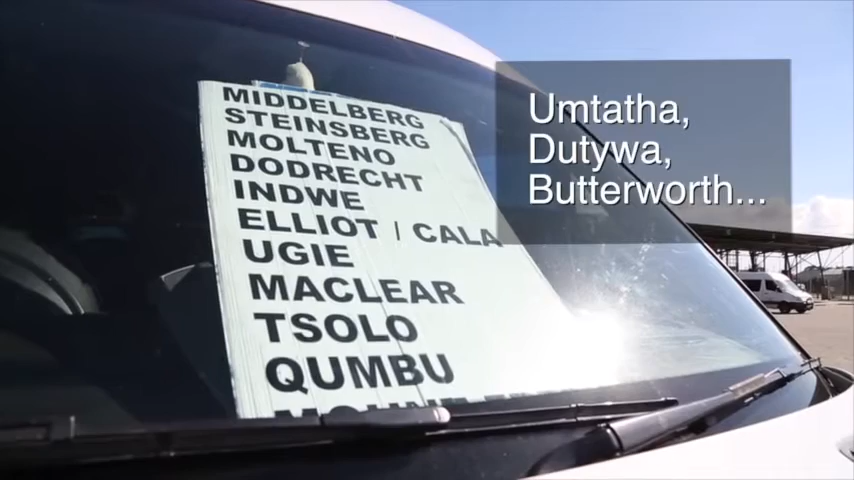 MIDDELBERG
STEINSBERG
MOLTENO
DODRECHT
INDWE
ELLIOT / CALA
UGIE
MACLEAR
TSOLO
QUMBU
Umtatha,
Dutywa,
Butterworth...